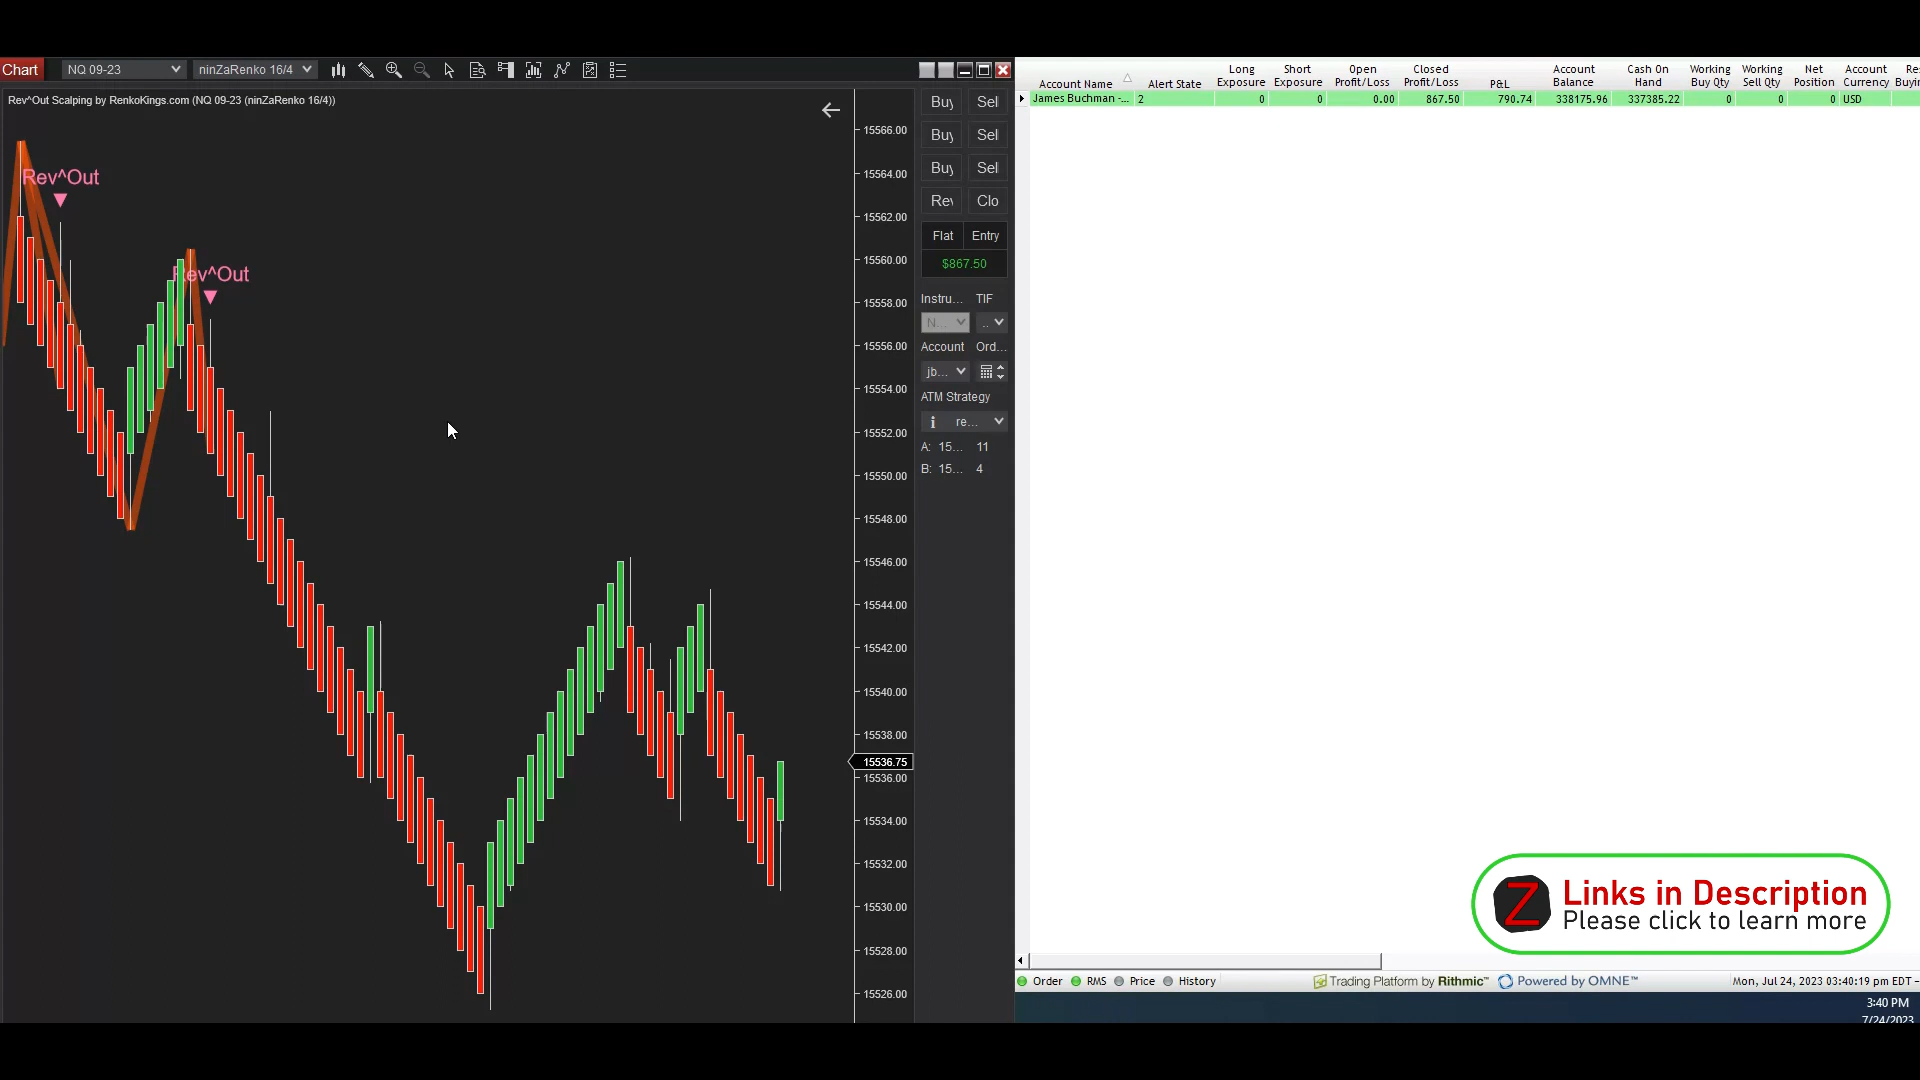 Chart NQ 09-23 ninZaRenko 16/4
Rev^Out Scalping by RenkoKings.com (NQ 09-23 (ninZaRenko 16/4))
Rev^Out
Rev^Out
15566.00
15564.00
15562.00
15560.00
15558.00
15556.00
15554.00
15552.00
15550.00
15548.00
15546.00
15544.00
15542.00
15540.00
15538.00
15536.75
15536.00
15534.00
15532.00
15530.00
15528.00
15526.00
Buy Sell
Buy Sell
Buy Sell
Rev Clo
Flat Entry
$867.50
Instru... TIF
N... ..
Account Ord...
jb...
ATM Strategy
i re...
A: 15... 11
B: 15... 4
Account Name Alert State Long Exposure Short Exposure Open Profit/Loss Closed Profit/Loss P&L Account Balance Cash On Hand Working Buy Qty Working Sell Qty Net Position Account Currency Re Buyin
James Buchman -... 2 0 0 0.00 867.50 790.74 338175.96 337385.22 0 0 0 USD
Z Links in Description
Please click to learn more
Order RMS Price History Trading Platform by Rithmic™ Powered by OMNE™ Mon, Jul 24, 2023 03:40:19 pm EDT -
3:40 PM
7/24/2023